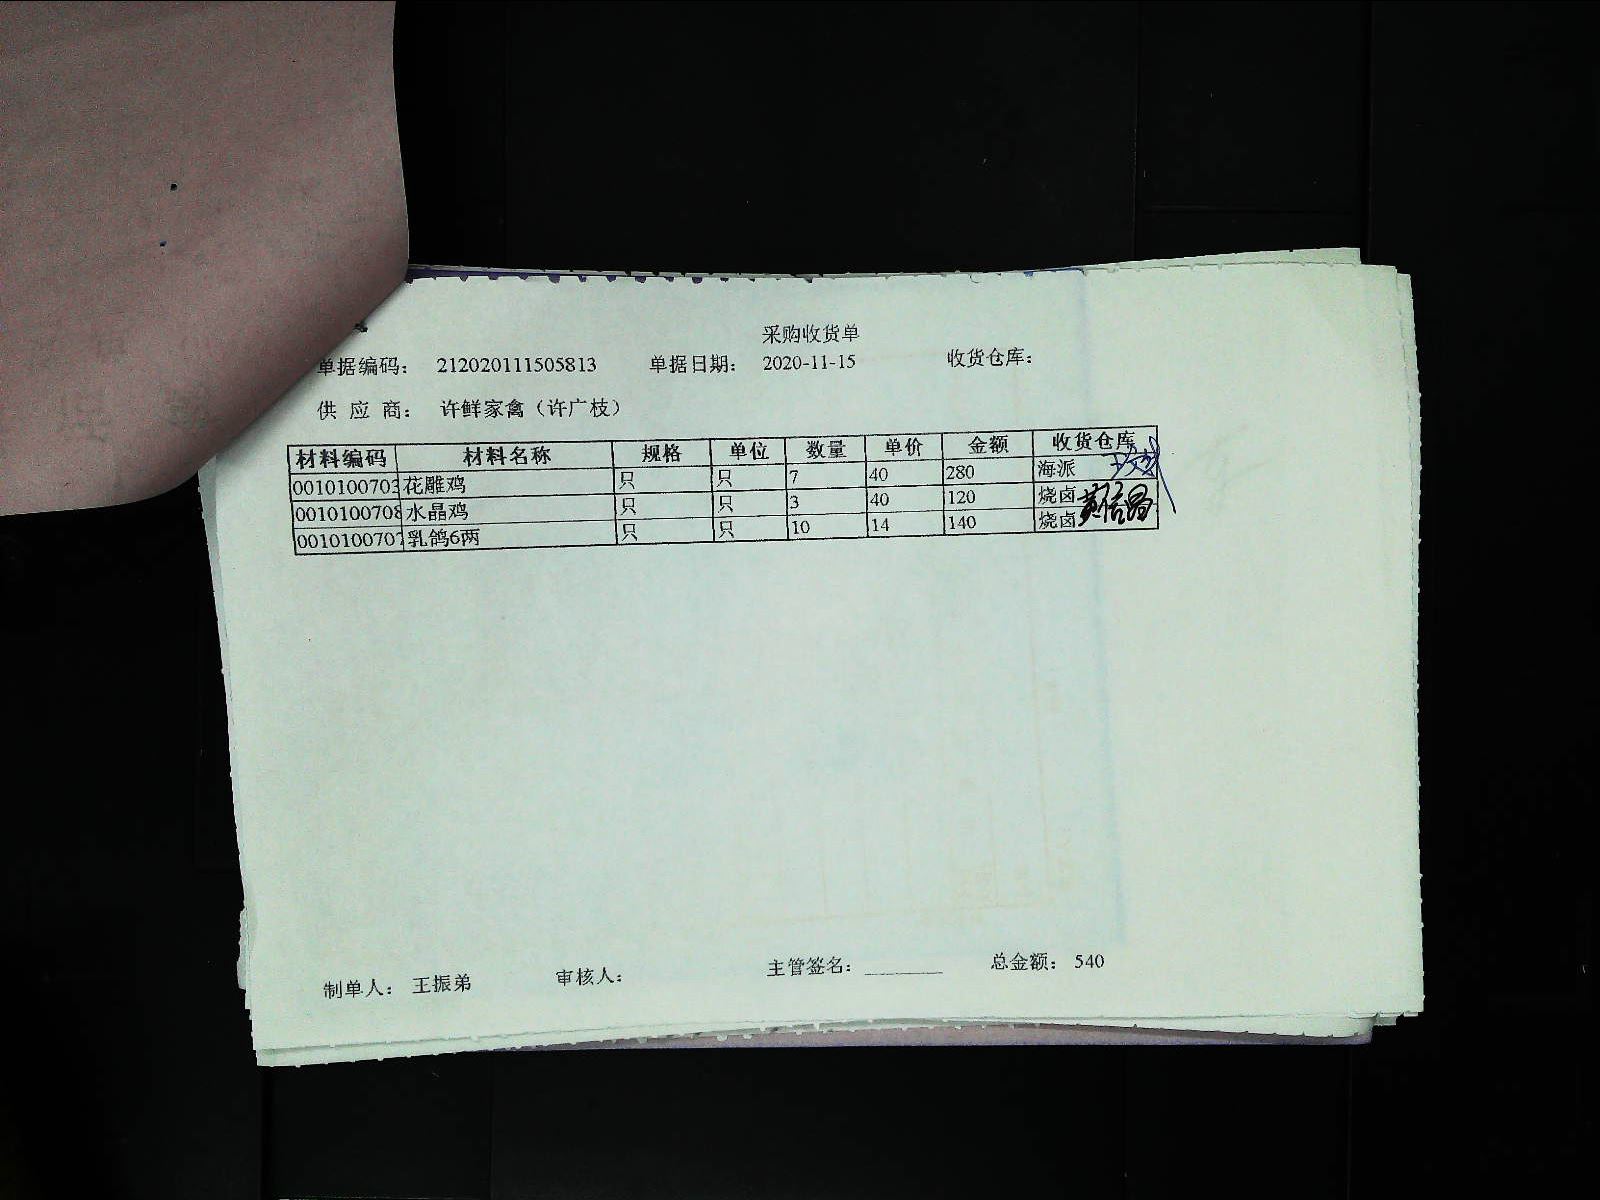 采购收货单
单据编码: 212020111505813 单据日期: 2020-11-15 收货仓库:
供 应 商: 许鲜家禽（许广枝）
材料编码 材料名称 规格 单位 数量 单价 金额 收货仓库
0010100703 花雕鸡 只 只 7 40 280 海派
0010100708 水晶鸡 只 只 3 40 120 烧卤
0010100707 乳鸽6两 只 只 10 14 140 烧卤
制单人: 王振弟 审核人: 主管签名: ________ 总金额: 540